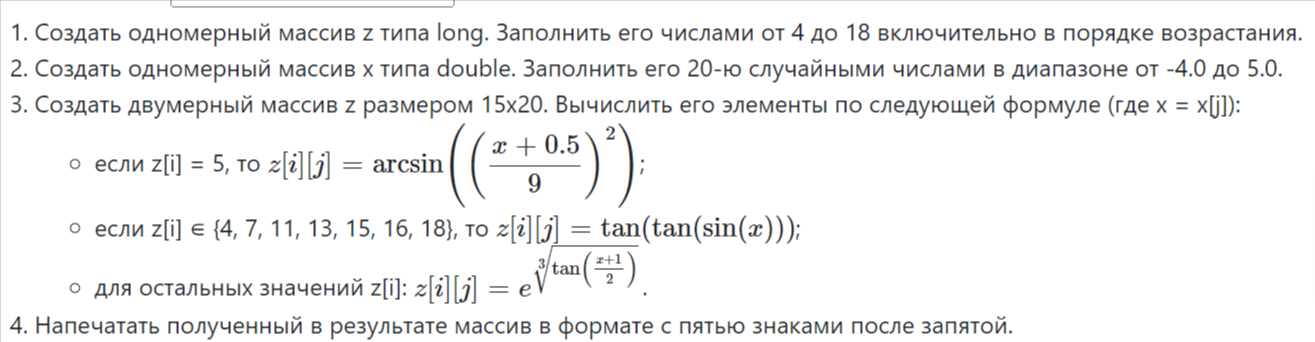 1. Создать одномерный массив z типа long. Заполнить его числами от 4 до 18 включительно в порядке возрастания.
2. Создать одномерный массив x типа double. Заполнить его 20-ю случайными числами в диапазоне от -4.0 до 5.0.
3. Создать двумерный массив z размером 15x20. Вычислить его элементы по следующей формуле (где x = x[j]):
○ если z[i] = 5, то z[i][j] = arcsin(((x + 0.5)/9)^2);
○ если z[i] ∈ {4, 7, 11, 13, 15, 16, 18}, то z[i][j] = tan(tan(sin(x)));
○ для остальных значений z[i]: z[i][j] = e^(∛(tan((x+1)/2))).
4. Напечатать полученный в результате массив в формате с пятью знаками после запятой.